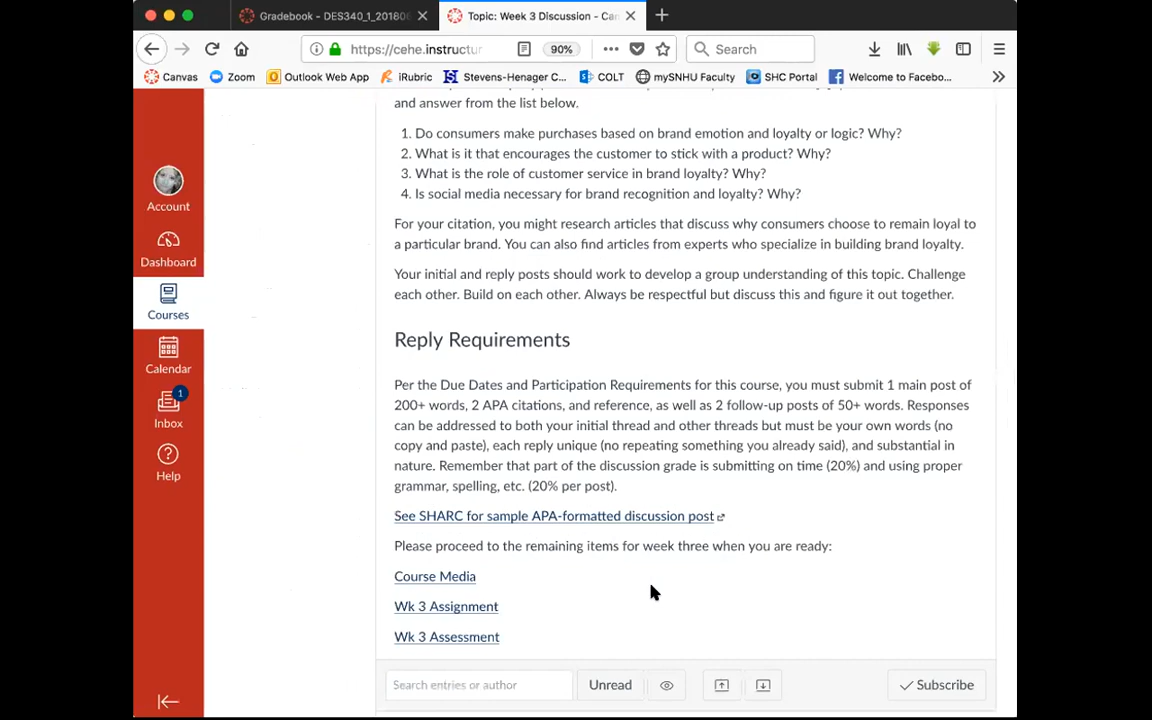 Gradebook - DES340_1_201806
Topic: Week 3 Discussion - Can
https://cehe.instructur
90%
Search
Canvas
Zoom
Outlook Web App
iRubric
Stevens-Henager C...
COLT
mySNHU Faculty
SHC Portal
Welcome to Facebo...
and answer from the list below.
1. Do consumers make purchases based on brand emotion and loyalty or logic? Why?
2. What is it that encourages the customer to stick with a product? Why?
3. What is the role of customer service in brand loyalty? Why?
4. Is social media necessary for brand recognition and loyalty? Why?
For your citation, you might research articles that discuss why consumers choose to remain loyal to
a particular brand. You can also find articles from experts who specialize in building brand loyalty.
Your initial and reply posts should work to develop a group understanding of this topic. Challenge
each other. Build on each other. Always be respectful but discuss this and figure it out together.
Reply Requirements
Per the Due Dates and Participation Requirements for this course, you must submit 1 main post of
200+ words, 2 APA citations, and reference, as well as 2 follow-up posts of 50+ words. Responses
can be addressed to both your initial thread and other threads but must be your own words (no
copy and paste), each reply unique (no repeating something you already said), and substantial in
nature. Remember that part of the discussion grade is submitting on time (20%) and using proper
grammar, spelling, etc. (20% per post).
See SHARC for sample APA-formatted discussion post
Please proceed to the remaining items for week three when you are ready:
Course Media
Wk 3 Assignment
Wk 3 Assessment
Search entries or author
Unread
Subscribe
Account
Dashboard
Courses
Calendar
1
Inbox
Help